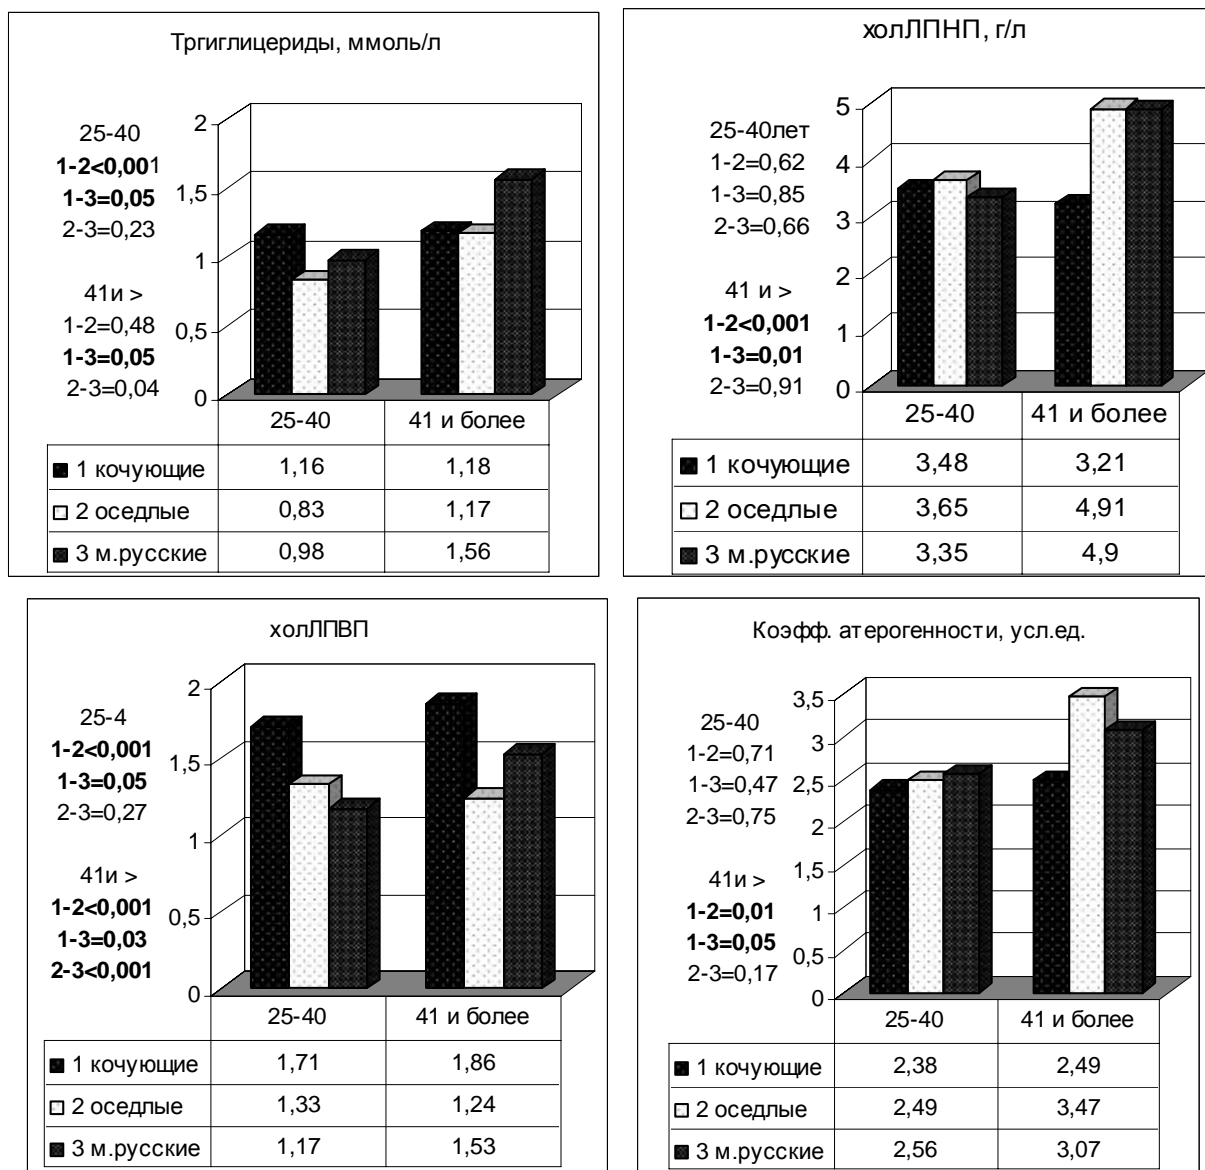 Тргиглицериды, ммоль/л
25-40
1-2<0,001
1-3=0,05
2-3=0,23
41и >
1-2=0,48
1-3=0,05
2-3=0,04
2
1,5
1
0,5
0
25-40 41 и более
1 кочующие 1,16 1,18
2 оседлые 0,83 1,17
3 м.русские 0,98 1,56
холЛПНП, г/л
25-40лет
1-2=0,62
1-3=0,85
2-3=0,66
41 и >
1-2<0,001
1-3=0,01
2-3=0,91
5
4
3
2
1
0
25-40 41 и более
1 кочующие 3,48 3,21
2 оседлые 3,65 4,91
3 м.русские 3,35 4,9
холЛПВП
25-4
1-2<0,001
1-3=0,05
2-3=0,27
41и >
1-2<0,001
1-3=0,03
2-3<0,001
2
1,5
1
0,5
0
25-40 41 и более
1 кочующие 1,71 1,86
2 оседлые 1,33 1,24
3 м.русские 1,17 1,53
Коэфф. атерогенности, усл.ед.
25-40
1-2=0,71
1-3=0,47
2-3=0,75
41и >
1-2=0,01
1-3=0,05
2-3=0,17
3,5
3
2,5
2
1,5
1
0,5
0
25-40 41 и более
1 кочующие 2,38 2,49
2 оседлые 2,49 3,47
3 м.русские 2,56 3,07